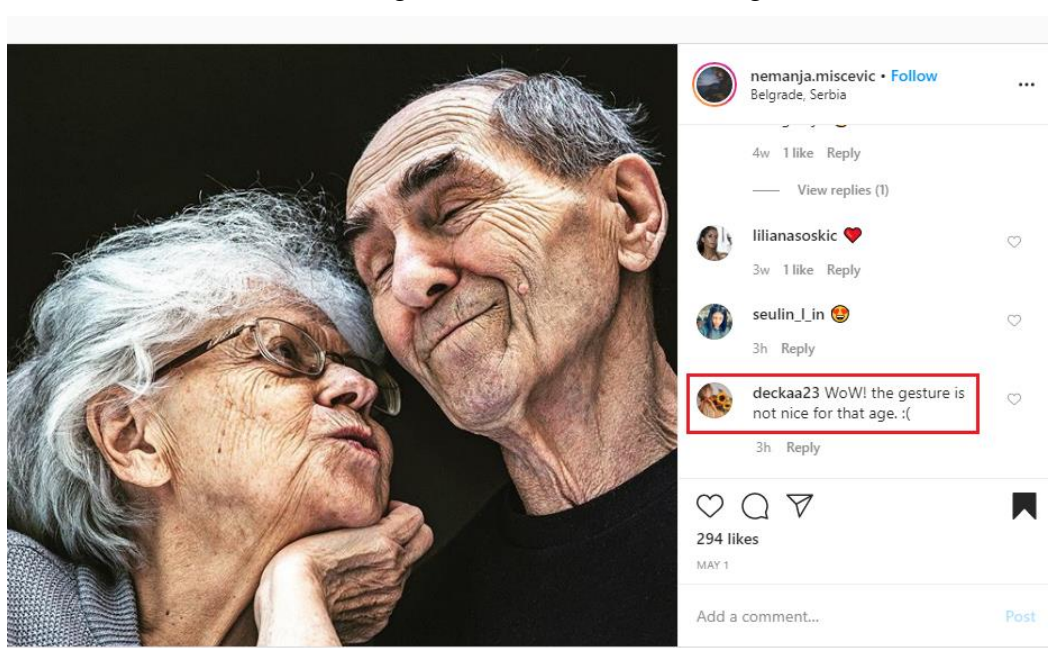 nemanja.miscevic • Follow
Belgrade, Serbia
4w 1 like Reply
View replies (1)
lilianasoskic ❤️
3w 1 like Reply
seulin_l_in 🤩
3h Reply
deckaa23 WoW! the gesture is
not nice for that age. :(
3h Reply
294 likes
MAY 1
Add a comment... Post